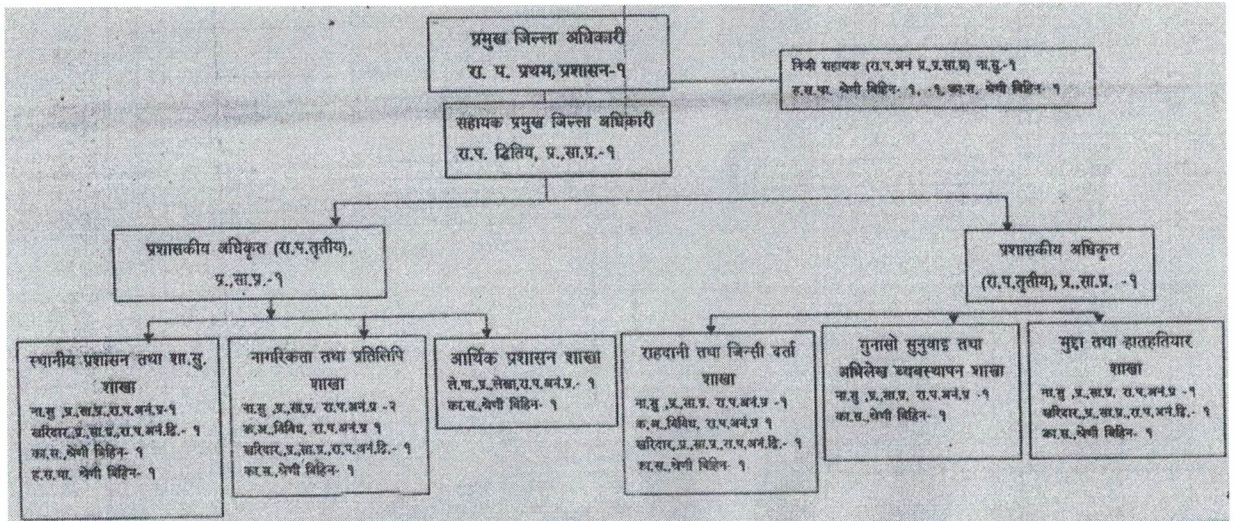 प्रमुख जिल्ला अधिकारी
रा. प. प्रथम, प्रशासन-१
निजी सहायक (रा.प.अनं प्र.,प्र.सा.प्र) ना.सु.-१
ह.स.चा. श्रेणी विहिन- १, -१, का.स. श्रेणी विहिन- १
सहायक प्रमुख जिल्ला अधिकारी
रा.प. द्वितिय, प्र.,सा.प्र.-१
प्रशासकीय अधिकृत (रा.प.तृतीय).
प्र.,सा.प्र.-१
प्रशासकीय अधिकृत
(रा.प.तृतीय), प्र.,सा.प्र. -१
स्थानीय प्रशासन तथा शा.सु.
शाखा
ना.सु ,प्र.,सा.प्र.,रा.प.अनं.प्र-१
खरिदार,.प्र.,सा.प्र.,रा.प.अनं.द्वि.- १
का.स.,श्रेणी विहिन- १
ह.स.चा. श्रेणी विहिन- १
नागरिकता तथा प्रतिलिपि
शाखा
ना.सु ,प्र.,सा.प्र. रा.प.अनं.प्र -२
क.अ.,विविध, रा.प.अनं.प्र १
खरिदार,.प्र.,सा.प्र.,रा.प.अनं.द्वि.- १
का.स.,श्रेणी विहिन- १
आर्थिक प्रशासन शाखा
ले.पा.,प्र.,लेखा,रा.प.अनं.प्र.- १
का.स.,श्रेणी विहिन- १
राहदानी तथा जिन्सी दर्ता
शाखा
ना.सु ,प्र.,सा.प्र. रा.प.अनं.प्र -१
क.अ.,विविध, रा.प.अनं.प्र १
खरिदार,.प्र.,सा.प्र.,रा.प.अनं.द्वि.- १
का.स.,श्रेणी विहिन- १
गुनासो सुनुवाइ तथा
अभिलेख व्यवस्थापन शाखा
ना.सु ,प्र.,सा.प्र. रा.प.अनं.प्र -१
का.स.,श्रेणी विहिन- १
मुद्दा तथा हातहतियार
शाखा
ना.सु ,प्र.,सा.प्र. रा.प.अनं.प्र -१
खरिदार,.प्र.,सा.प्र.,रा.प.अनं.द्वि.- १
का.स.,श्रेणी विहिन- १